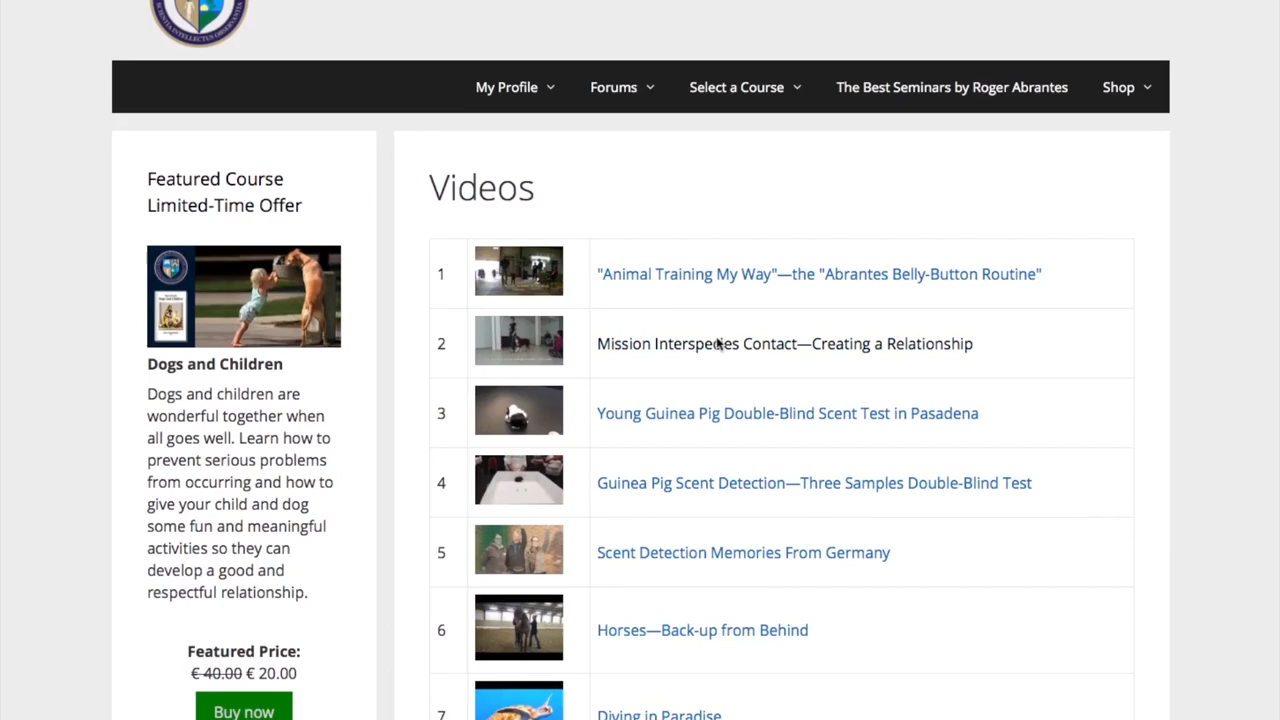 SCIENTIA INTELLECTUS OBSERVANTIA
My Profile
Forums
Select a Course
The Best Seminars by Roger Abrantes
Shop
Featured Course
Limited-Time Offer
Dogs and Children
Dogs and children are
wonderful together when
all goes well. Learn how to
prevent serious problems
from occurring and how to
give your child and dog
some fun and meaningful
activities so they can
develop a good and
respectful relationship.
Featured Price:
€ 40.00 € 20.00
Buy now
Videos
1 "Animal Training My Way"—the "Abrantes Belly-Button Routine"
2 Mission Interspecies Contact—Creating a Relationship
3 Young Guinea Pig Double-Blind Scent Test in Pasadena
4 Guinea Pig Scent Detection—Three Samples Double-Blind Test
5 Scent Detection Memories From Germany
6 Horses—Back-up from Behind
7 Diving in Paradise